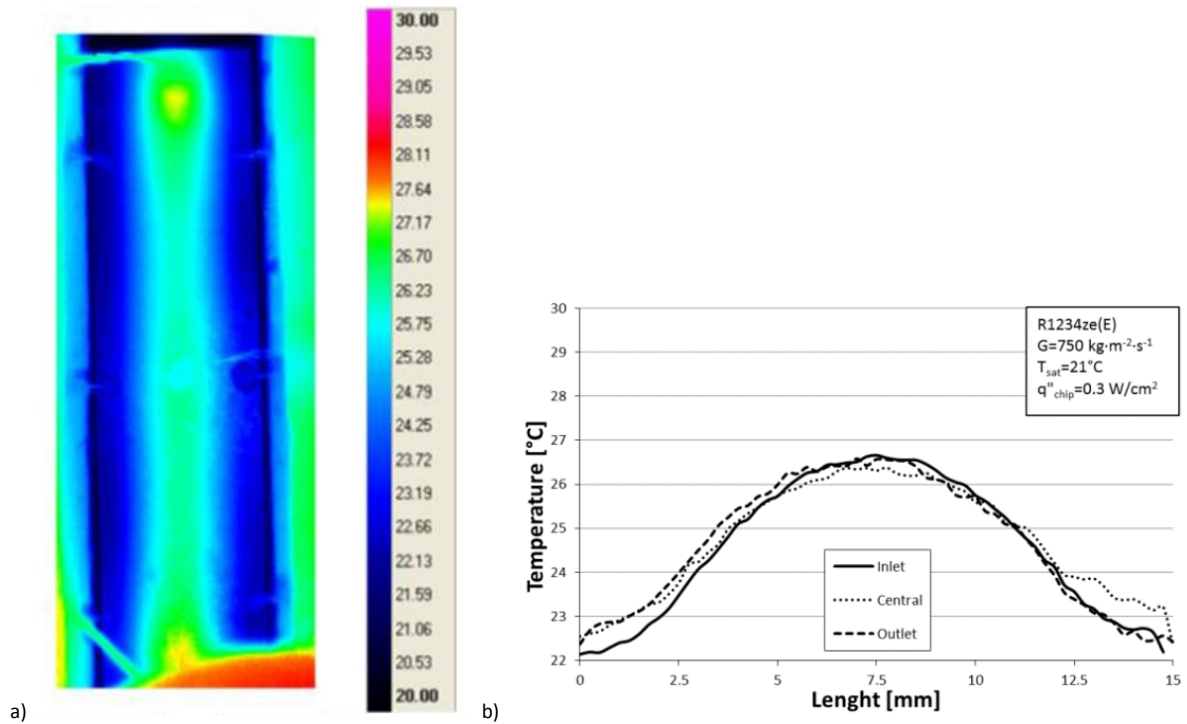 30.00
29.53
29.05
28.58
28.11
27.64
27.17
26.70
26.23
25.75
25.28
24.79
24.25
23.72
23.19
22.66
22.13
21.59
21.06
20.53
20.00
a)
30
29
28
27
26
25
24
23
22
Temperature [°C]
R1234ze(E)
G=750 kg·m⁻²·s⁻¹
Tsat=21°C
q"chip=0.3 W/cm²
Inlet
Central
Outlet
0 2.5 5 7.5 10 12.5 15
Lenght [mm]
b)